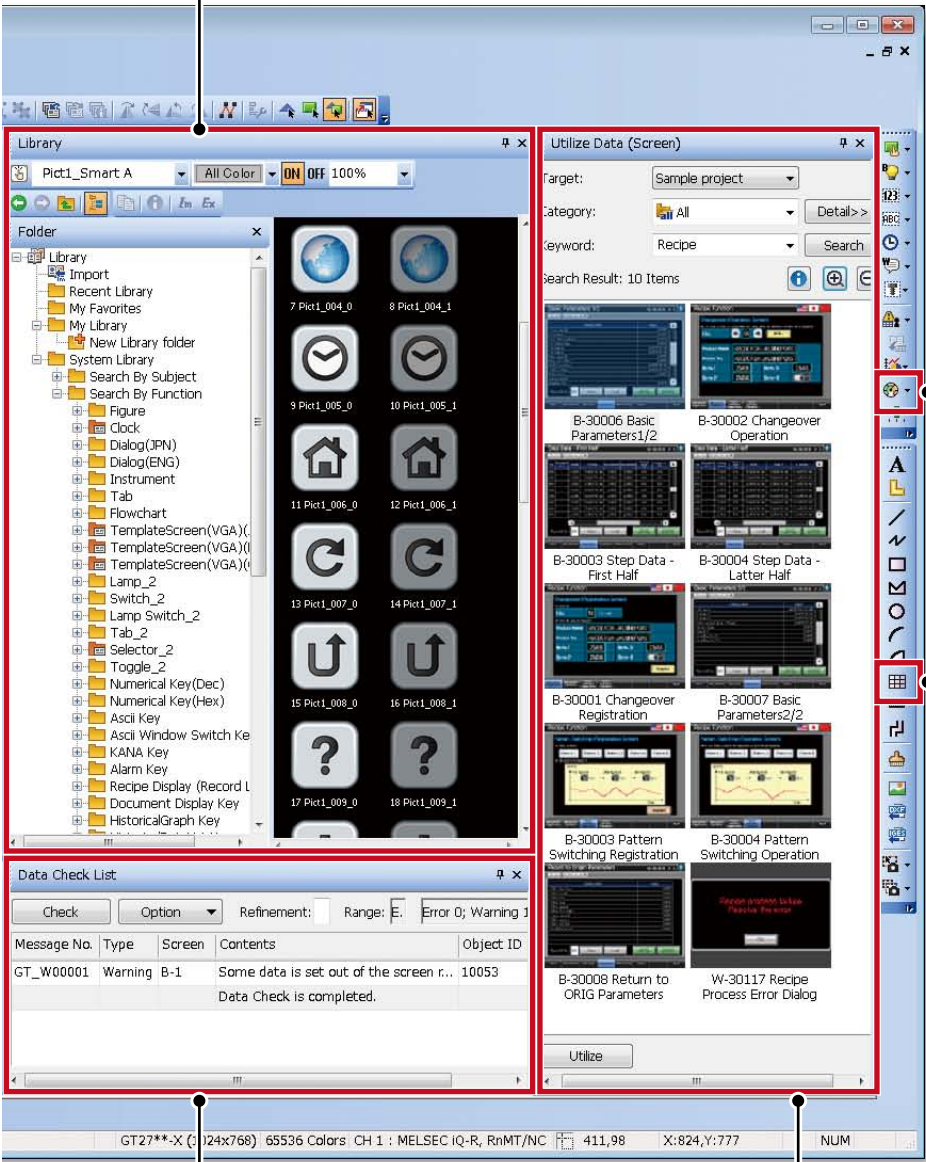 Library
Pict1_Smart A All Color ON OFF 100%
Folder
Library
Import
Recent Library
My Favorites
My Library
New Library folder
System Library
Search By Subject
Search By Function
Figure
Clock
Dialog(JPN)
Dialog(ENG)
Instrument
Tab
Flowchart
TemplateScreen(VGA)(
TemplateScreen(VGA)(
TemplateScreen(VGA)(
Lamp_2
Switch_2
Lamp Switch_2
Tab_2
Selector_2
Toggle_2
Numerical Key(Dec)
Numerical Key(Hex)
Ascii Key
Ascii Window Switch Ke
KANA Key
Alarm Key
Recipe Display (Record L
Document Display Key
HistoricalGraph Key
7 Pict1_004_0 8 Pict1_004_1
9 Pict1_005_0 10 Pict1_005_1
11 Pict1_006_0 12 Pict1_006_1
13 Pict1_007_0 14 Pict1_007_1
15 Pict1_008_0 16 Pict1_008_1
17 Pict1_009_0 18 Pict1_009_1
Utilize Data (Screen)
Target: Sample project
Category: All Detail>>
Keyword: Recipe Search
Search Result: 10 Items
B-30006 Basic
Parameters1/2
B-30002 Changeover
Operation
B-30003 Step Data -
First Half
B-30004 Step Data -
Latter Half
B-30001 Changeover
Registration
B-30007 Basic
Parameters2/2
B-30003 Pattern
Switching Registration
B-30004 Pattern
Switching Operation
B-30008 Return to
ORIG Parameters
W-30117 Recipe
Process Error Dialog
Utilize
Data Check List
Check Option Refinement: Range: E. Error 0; Warning 1
Message No. Type Screen Contents Object ID
GT_W00001 Warning B-1 Some data is set out of the screen r... 10053
Data Check is completed.
GT27**-X (1024x768) 65536 Colors CH 1 : MELSEC iQ-R, RnMT/NC 411,98 X:824,Y:777 NUM